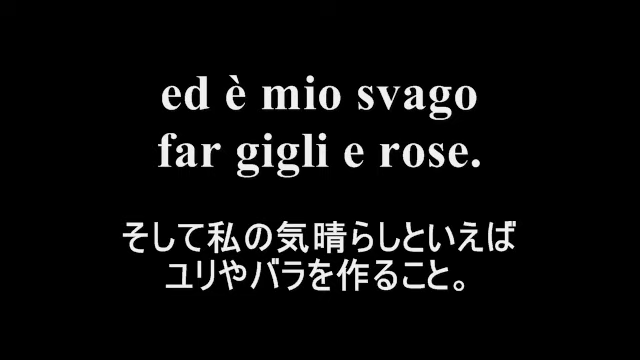 ed è mio svago
far gigli e rose.
そして私の気晴らしといえば
ユリやバラを作ること。